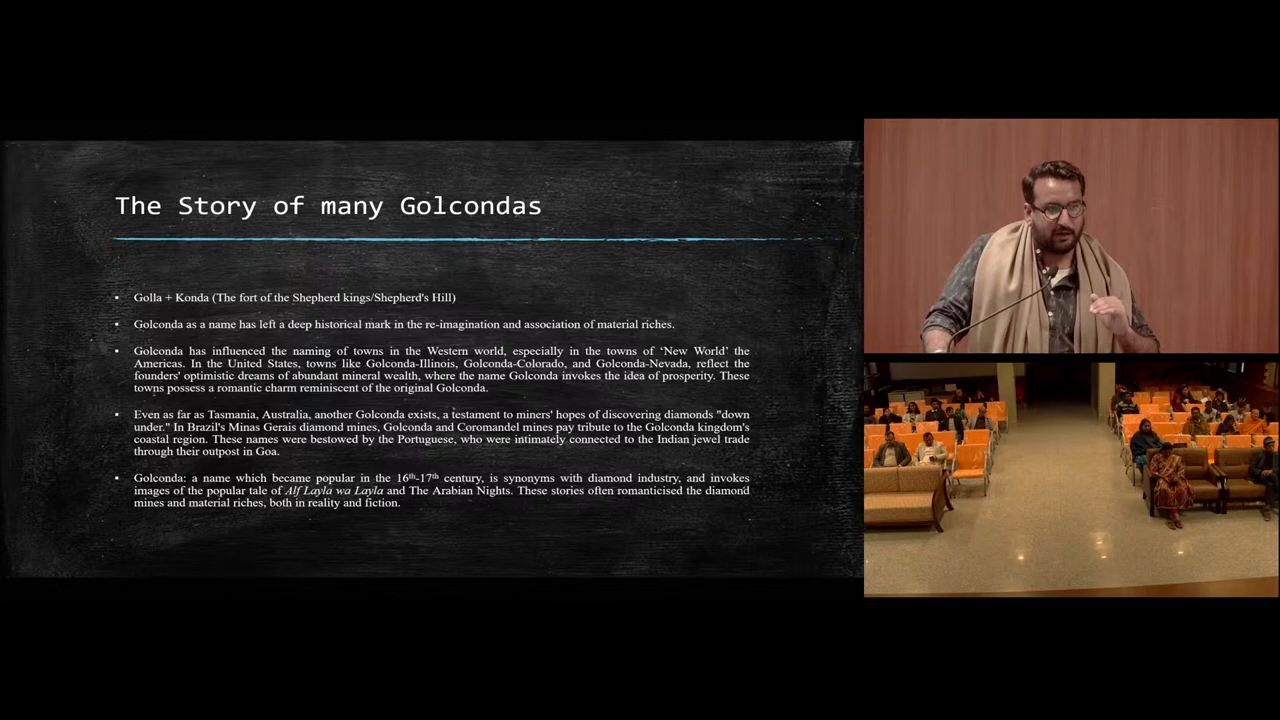 The Story of many Golcondas
▪ Golla + Konda (The fort of the Shepherd kings/Shepherd's Hill)
▪ Golconda as a name has left a deep historical mark in the re-imagination and association of material riches.
▪ Golconda has influenced the naming of towns in the Western world, especially in the towns of ‘New World’ the
Americas. In the United States, towns like Golconda-Illinois, Golconda-Colorado, and Golconda-Nevada, reflect the
founders' optimistic dreams of abundant mineral wealth, where the name Golconda invokes the idea of prosperity. These
towns possess a romantic charm reminiscent of the original Golconda.
▪ Even as far as Tasmania, Australia, another Golconda exists, a testament to miners' hopes of discovering diamonds "down
under." In Brazil's Minas Gerais diamond mines, Golconda and Coromandel mines pay tribute to the Golconda kingdom's
coastal region. These names were bestowed by the Portuguese, who were intimately connected to the Indian jewel trade
through their outpost in Goa.
▪ Golconda: a name which became popular in the 16th-17th century, is synonyms with diamond industry, and invokes
images of the popular tale of Alf Layla wa Layla and The Arabian Nights. These stories often romanticised the diamond
mines and material riches, both in reality and fiction.